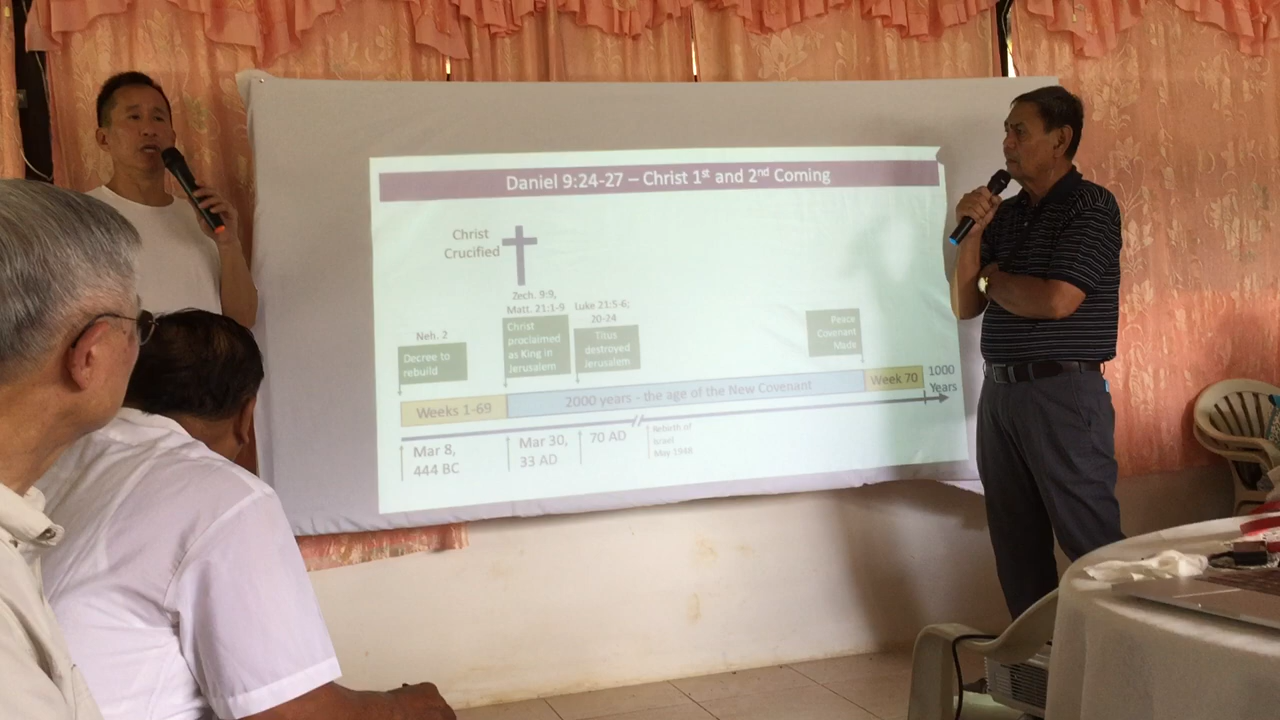 Daniel 9:24-27 – Christ 1st and 2nd Coming
Christ
Crucified
Zech. 9:9,
Matt. 21:1-9
Luke 21:5-6;
20-24
Neh. 2
Decree to
rebuild
Christ
proclaimed
as King in
Jerusalem
Titus
destroyed
Jerusalem
Peace
Covenant
Made
Weeks 1-69
2000 years - the age of the New Covenant
Week 70
1000
Years
Mar 8,
444 BC
Mar 30,
33 AD
70 AD
Rebirth of
Israel
May 1948